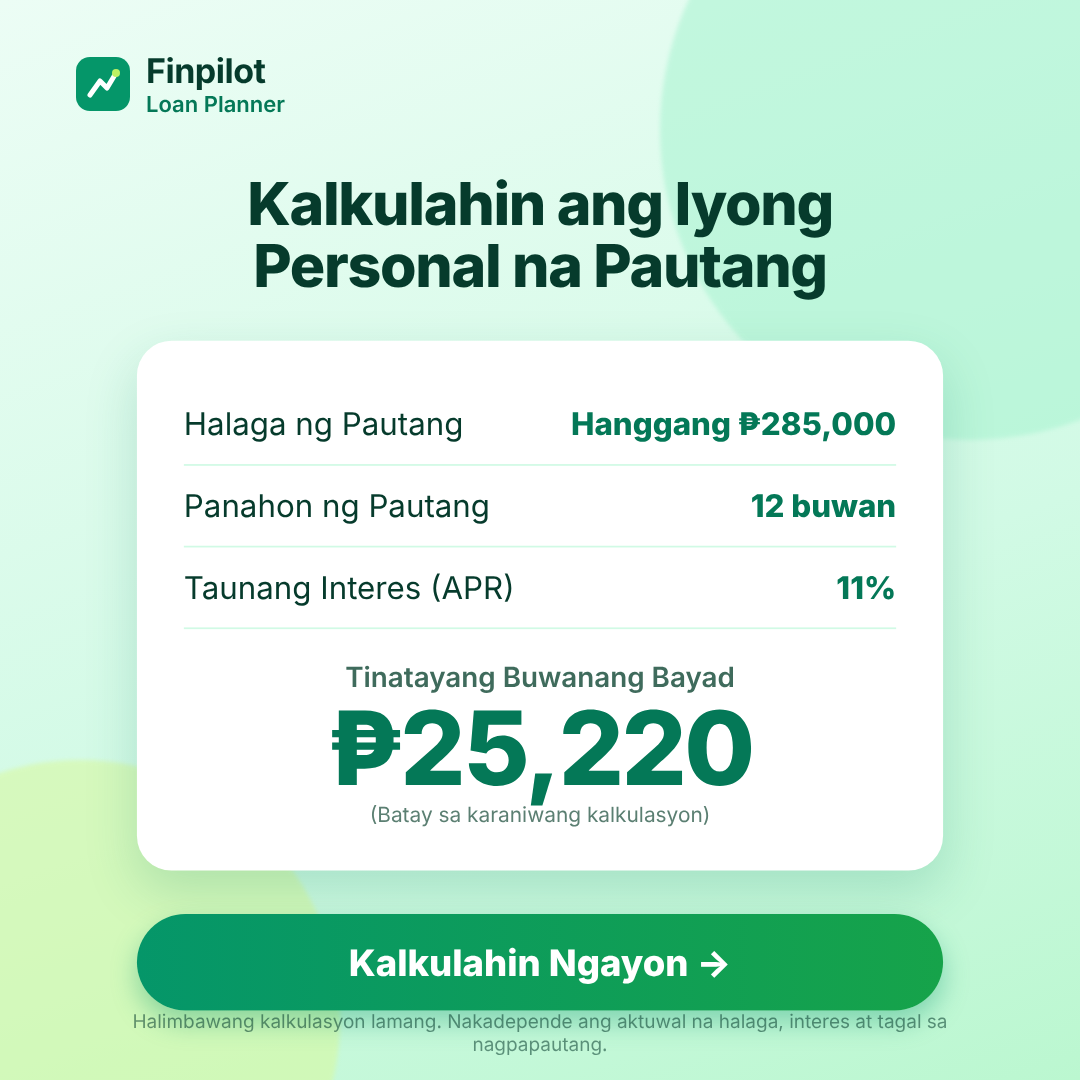 Finpilot
Loan Planner
Kalkulahin ang Iyong
Personal na Pautang
Halaga ng Pautang Hanggang ₱285,000
Panahon ng Pautang 12 buwan
Taunang Interes (APR) 11%
Tinatayang Buwanang Bayad
₱25,220
(Batay sa karaniwang kalkulasyon)
Kalkulahin Ngayon →
Halimbawang kalkulasyon lamang. Nakadepende ang aktuwal na halaga, interes at tagal sa
nagpapautang.